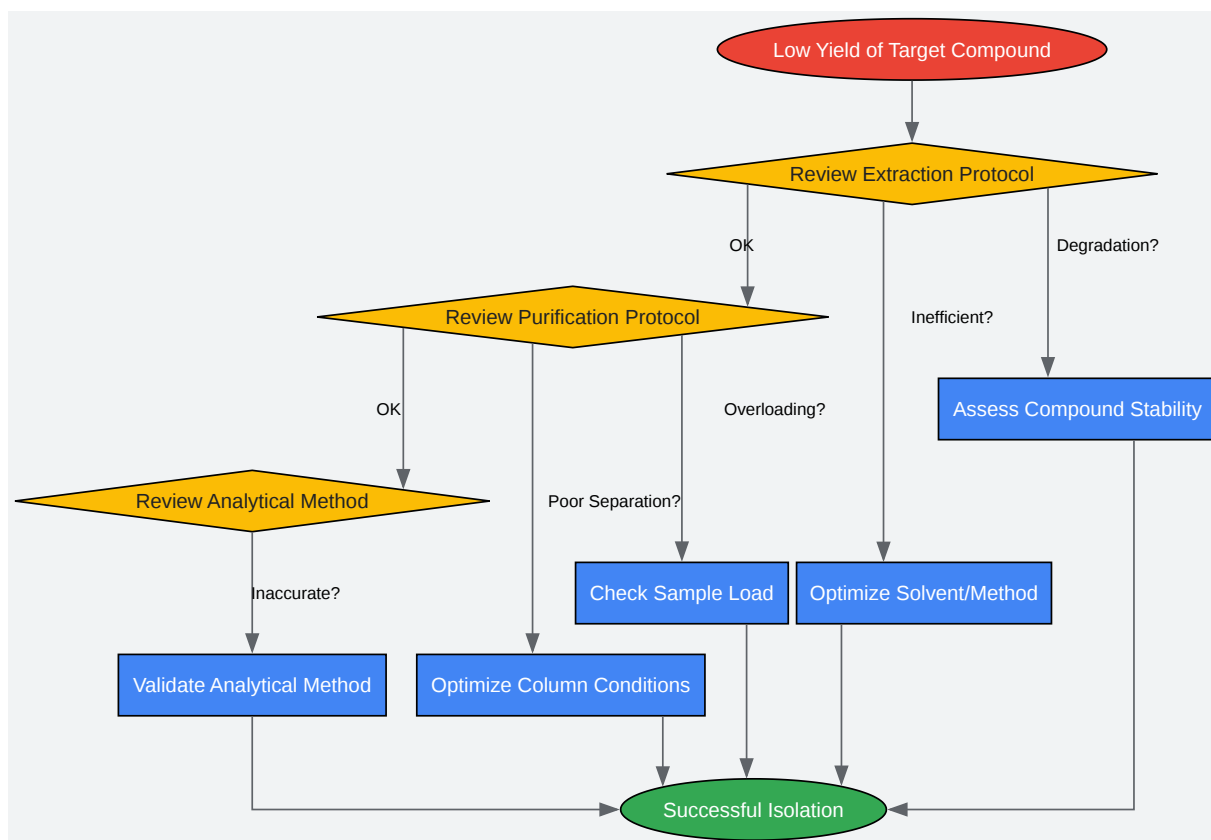 Low Yield of Target Compound
Review Extraction Protocol
OK
Degradation?
Review Purification Protocol
Inefficient?
OK
Overloading?
Assess Compound Stability
Review Analytical Method
Poor Separation?
Inaccurate?
Check Sample Load
Optimize Solvent/Method
Validate Analytical Method
Optimize Column Conditions
Successful Isolation